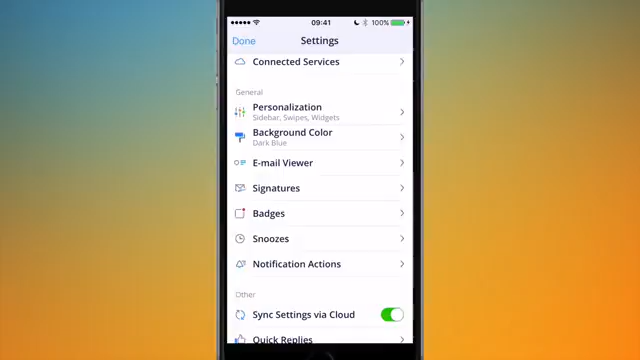 09:41 100%
Done Settings
Connected Services
General
Personalization
Sidebar, Swipes, Widgets
Background Color
Dark Blue
E-mail Viewer
Signatures
Badges
Snoozes
Notification Actions
Other
Sync Settings via Cloud
Quick Replies